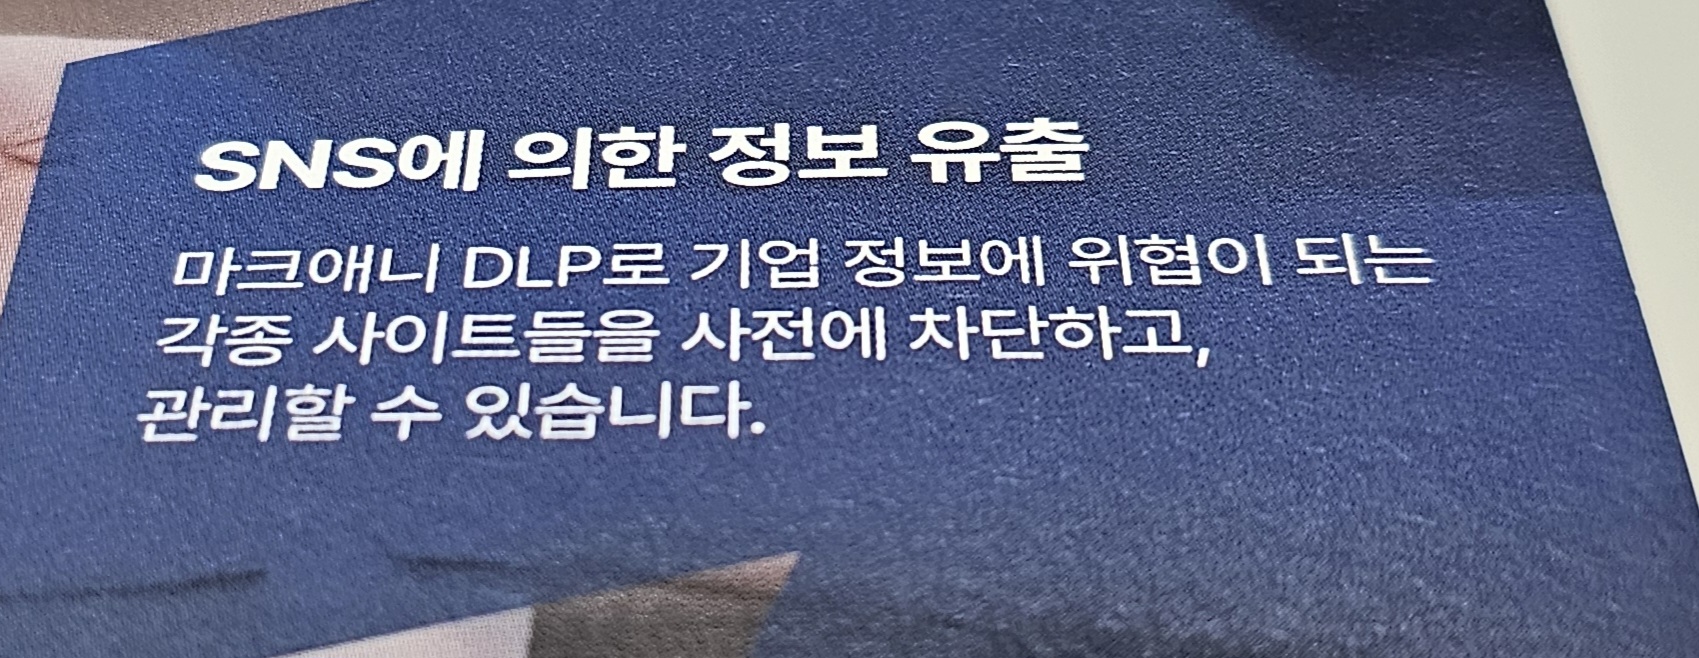 SNS에 의한 정보 유출
마크애니 DLP로 기업 정보에 위협이 되는
각종 사이트들을 사전에 차단하고,
관리할 수 있습니다.